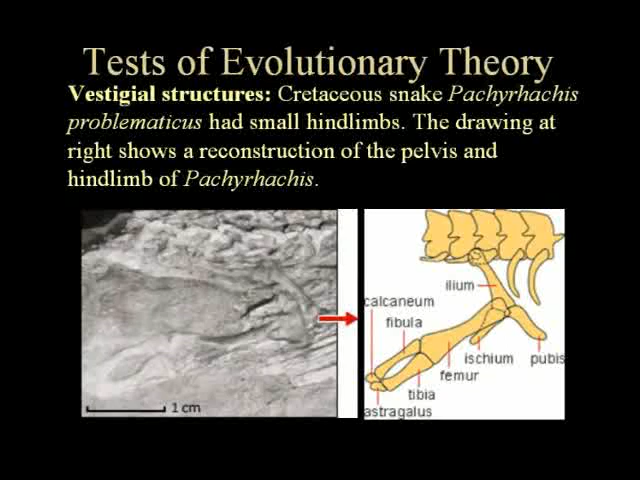 Tests of Evolutionary Theory
Vestigial structures: Cretaceous snake Pachyrhachis
problematicus had small hindlimbs. The drawing at
right shows a reconstruction of the pelvis and
hindlimb of Pachyrhachis.
ilium
calcaneum
fibula
ischium
pubis
femur
tibia
astragalus
1 cm